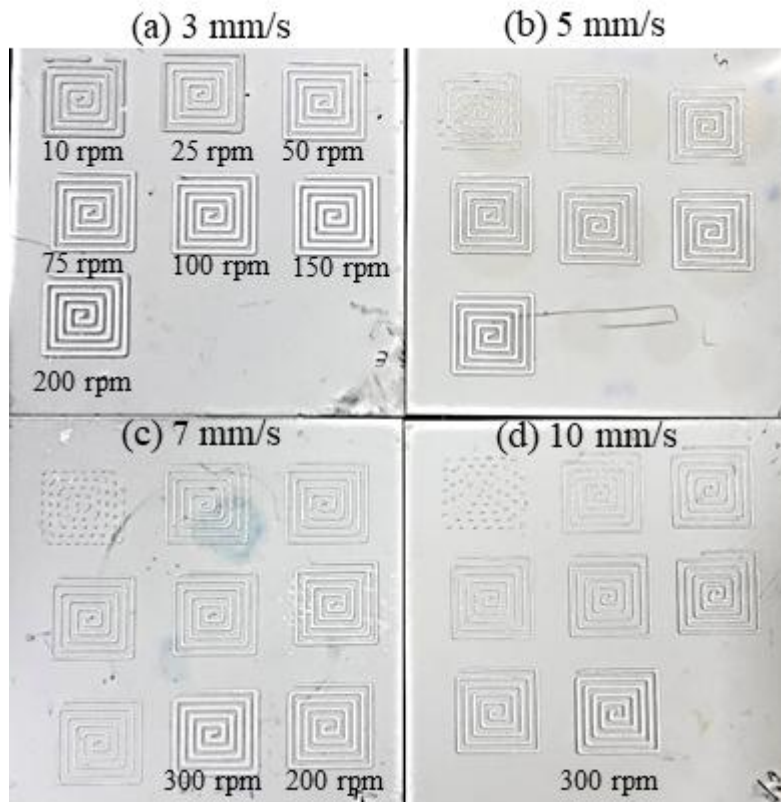 (a) 3 mm/s
(b) 5 mm/s
10 rpm 25 rpm 50 rpm
75 rpm 100 rpm 150 rpm
200 rpm
(c) 7 mm/s
(d) 10 mm/s
300 rpm 200 rpm
300 rpm